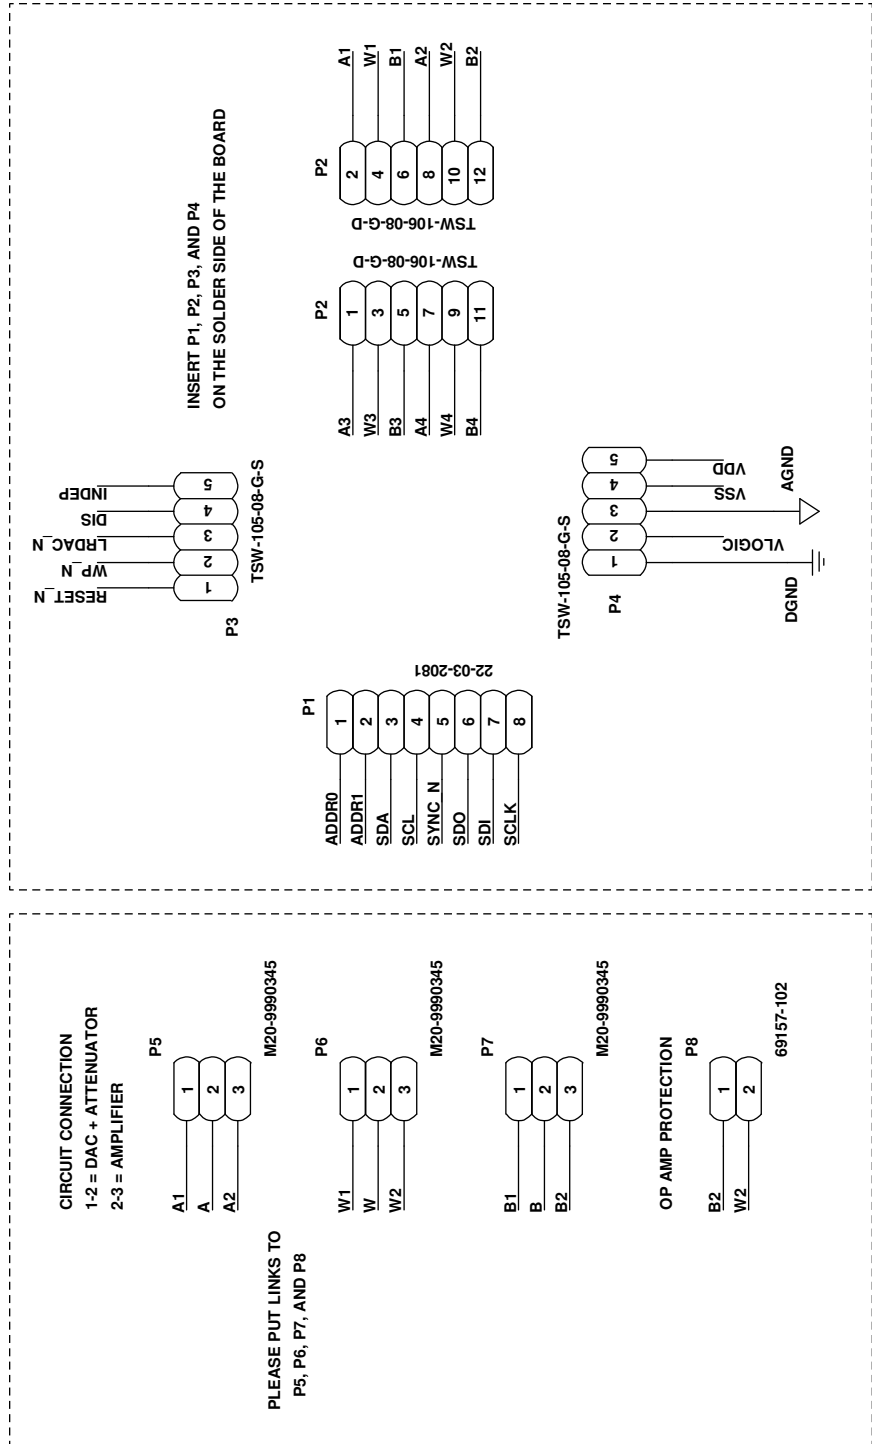 CIRCUIT CONNECTION
1-2 = DAC + ATTENUATOR
2-3 = AMPLIFIER
P5
A1 1
A 2
A2 3
M20-9990345
PLEASE PUT LINKS TO
P5, P6, P7, AND P8
P6
W1 1
W 2
W2 3
M20-9990345
P7
B1 1
B 2
B2 3
M20-9990345
OP AMP PROTECTION
P8
B2 1
W2 2
69157-102
P3
RESET_N 1
WP_N 2
LRDAC_N 3
DIS 4
INDEP 5
TSW-105-08-G-S
INSERT P1, P2, P3, AND P4
ON THE SOLDER SIDE OF THE BOARD
P1
ADDR0 1
ADDR1 2
SDA 3
SCL 4
SYNC_N 5
SDO 6
SDI 7
SCLK 8
22-03-2081
P2
A3 1
W3 3
B3 5
A4 7
W4 9
B4 11
TSW-106-08-G-D
P2
2 A1
4 W1
6 B1
8 A2
10 W2
12 B2
TSW-106-08-G-D
TSW-105-08-G-S
P4
1 DGND
2 VLOGIC
3 AGND
4 VSS
5 VDD